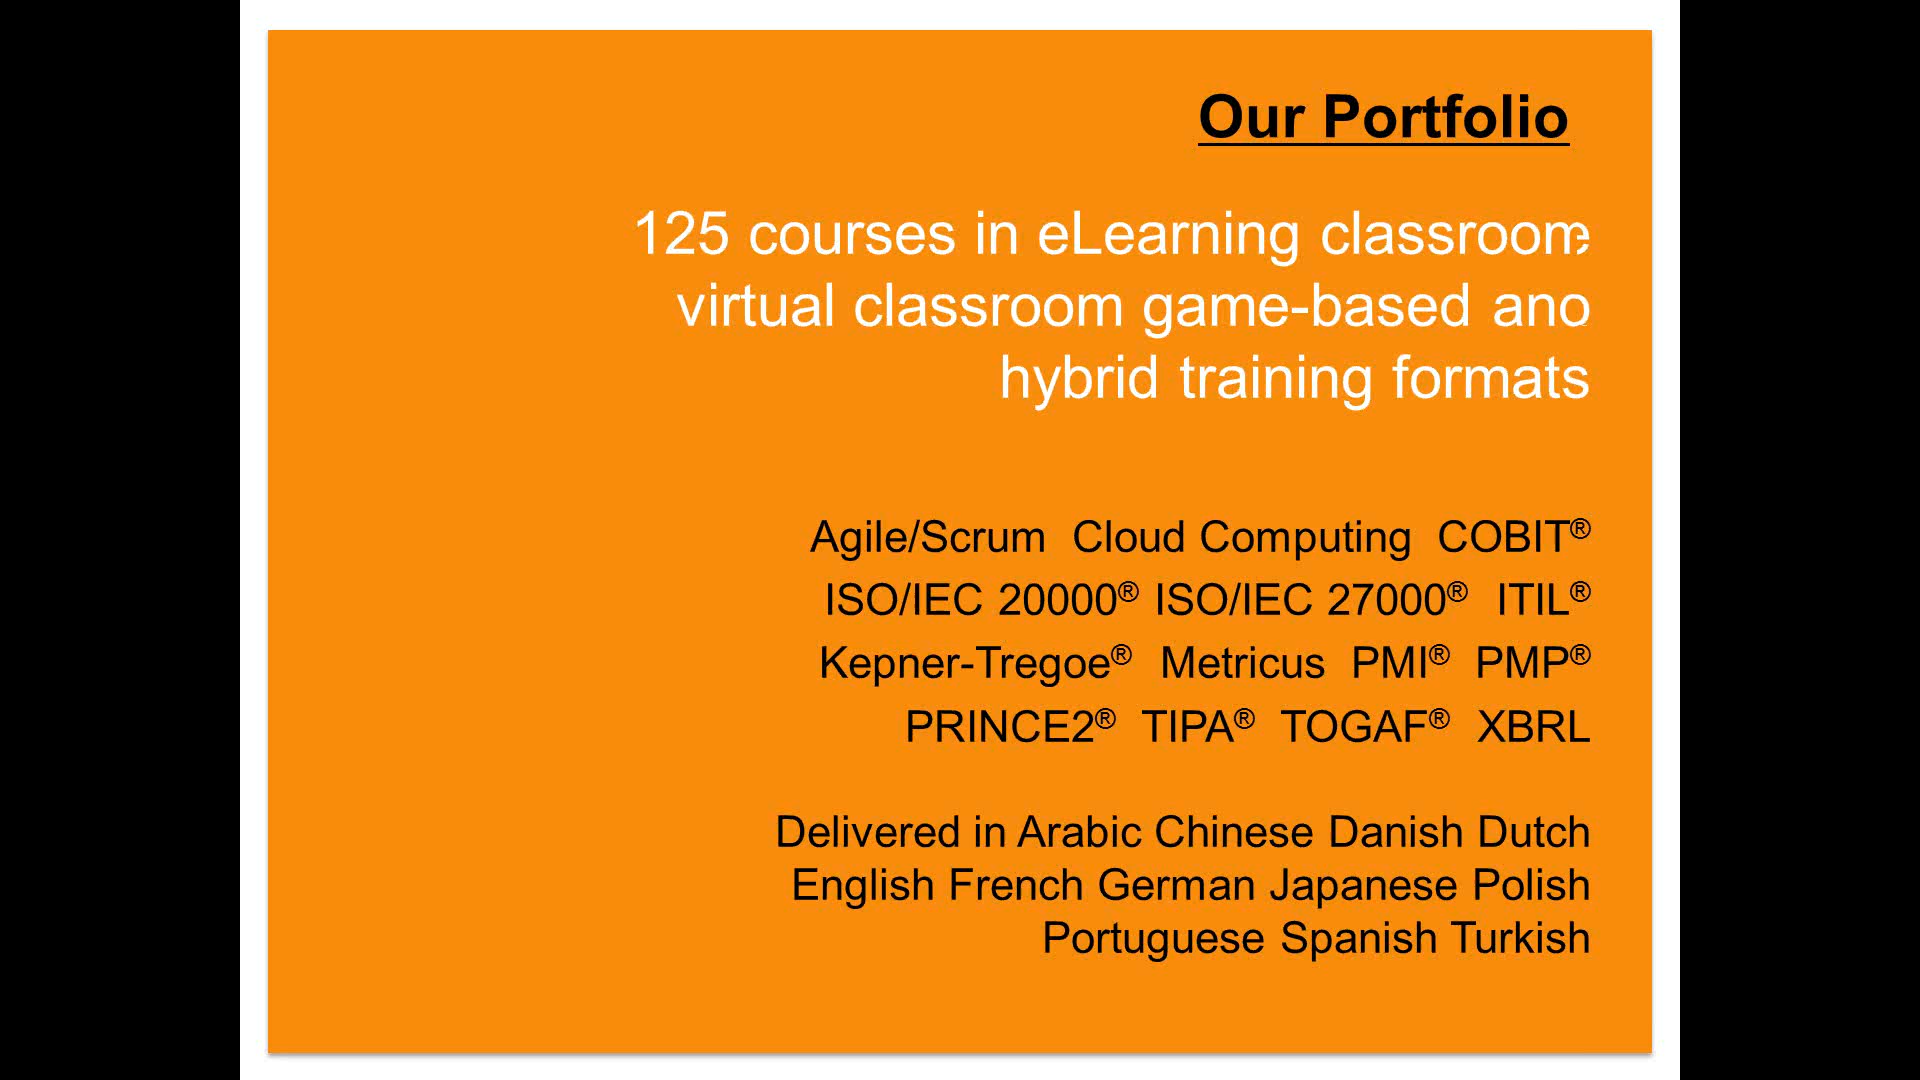 Our Portfolio
125 courses in eLearning classroom
virtual classroom game-based and
hybrid training formats
Agile/Scrum Cloud Computing COBIT®
ISO/IEC 20000® ISO/IEC 27000® ITIL®
Kepner-Tregoe® Metricus PMI® PMP®
PRINCE2® TIPA® TOGAF® XBRL
Delivered in Arabic Chinese Danish Dutch
English French German Japanese Polish
Portuguese Spanish Turkish